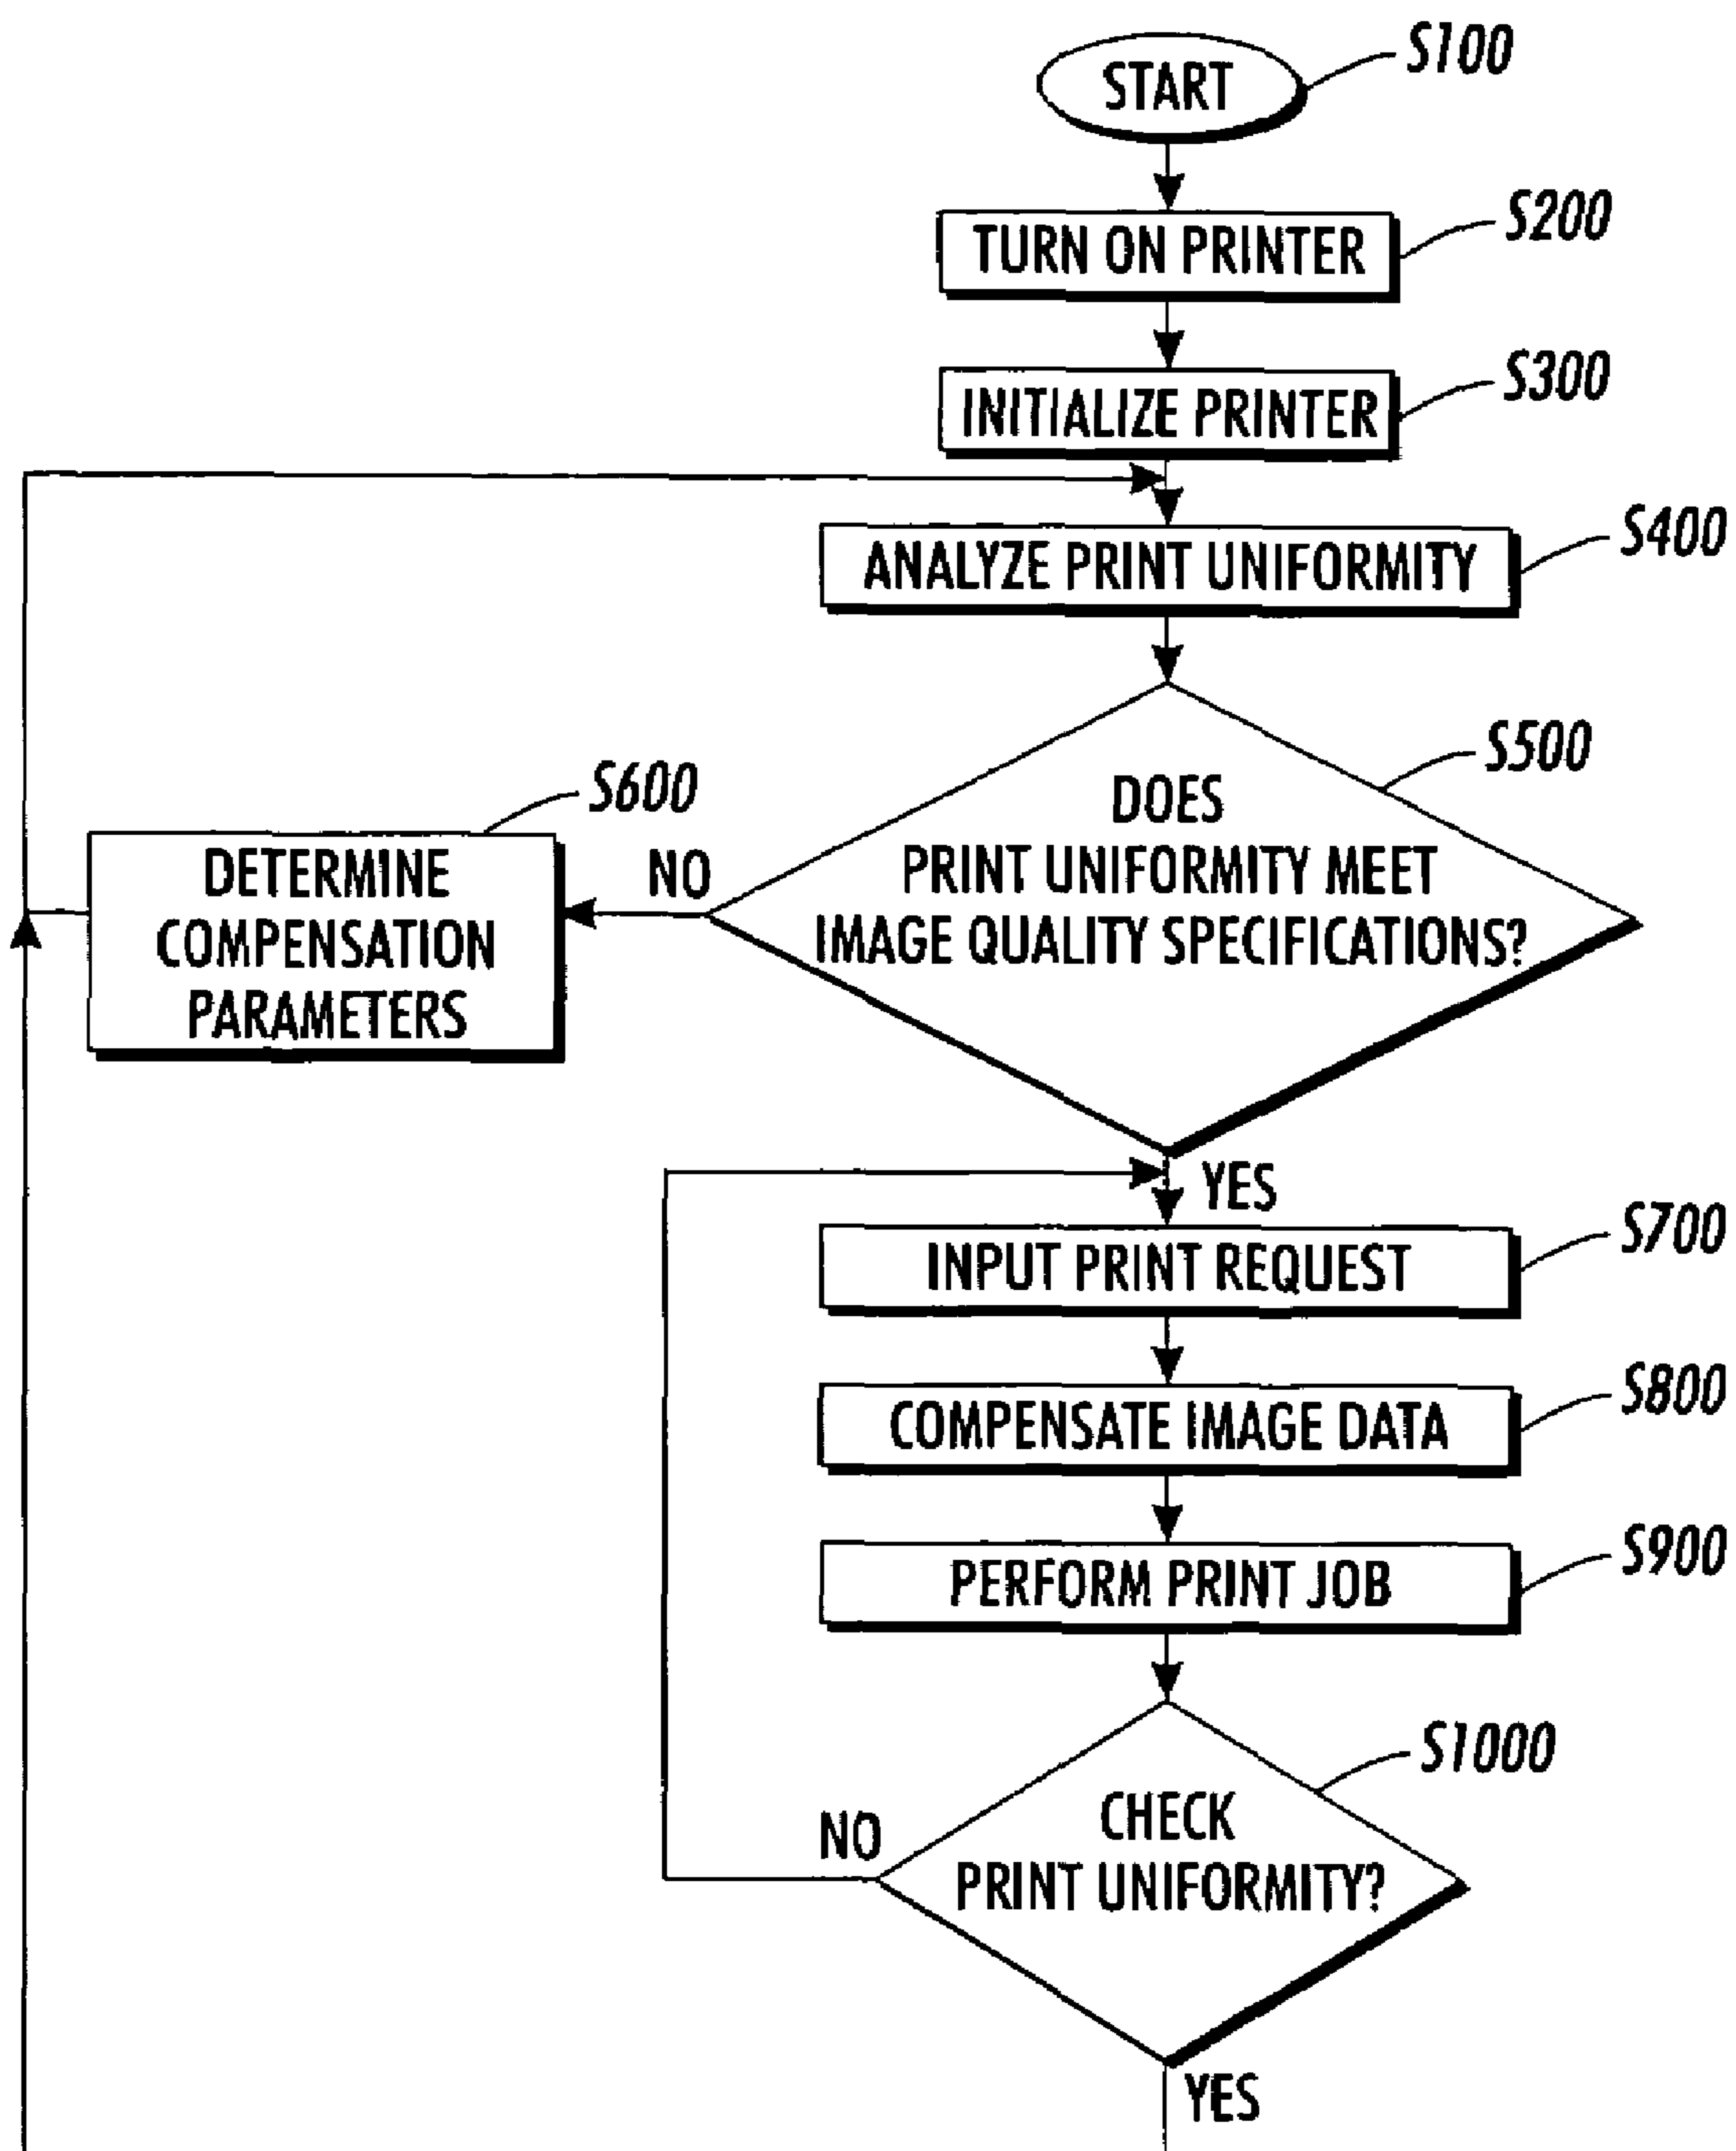 START
S100
TURN ON PRINTER
S200
INITIALIZE PRINTER
S300
ANALYZE PRINT UNIFORMITY
S400
S500
DOES
PRINT UNIFORMITY MEET
IMAGE QUALITY SPECIFICATIONS?
NO
S600
DETERMINE
COMPENSATION
PARAMETERS
YES
INPUT PRINT REQUEST
S700
COMPENSATE IMAGE DATA
S800
PERFORM PRINT JOB
S900
S1000
CHECK
PRINT UNIFORMITY?
NO
YES